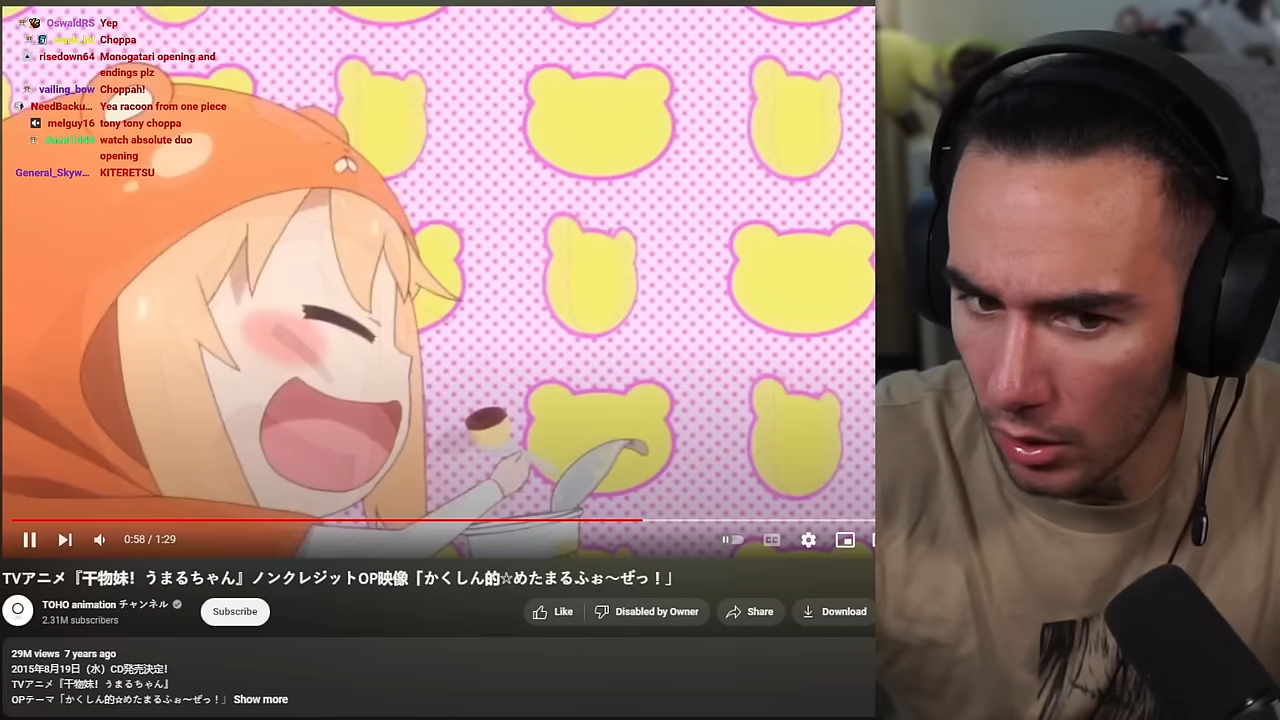 OswaldRS Yep
Choppa
risedown64 Monogatari opening and
endings plz
vailing_bow Choppah!
NeedBacku... Yea racoon from one piece
melguy16 tony tony choppa
watch absolute duo
opening
General_Skyw... KITERETSU
0:58 / 1:29
CC
TVアニメ『干物妹！うまるちゃん』ノンクレジットOP映像「かくしん的☆めたまるふぉ〜ぜっ！」
TOHO animation チャンネル
2.31M subscribers
Subscribe
Like
Disabled by Owner
Share
Download
29M views 7 years ago
2015年8月19日（水）CD発売決定！
TVアニメ『干物妹！うまるちゃん』
OPテーマ「かくしん的☆めたまるふぉ〜ぜっ！」 Show more